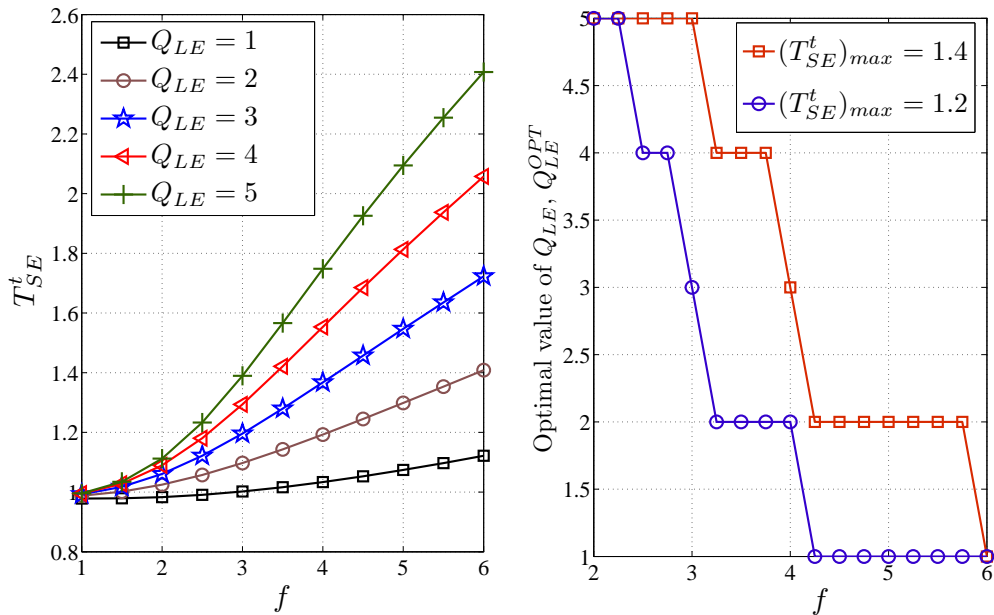 2.6
2.4
2.2
2
1.8
1.6
1.4
1.2
1
0.8
T^t_{SE}
Q_{LE} = 1
Q_{LE} = 2
Q_{LE} = 3
Q_{LE} = 4
Q_{LE} = 5
1 2 3 4 5 6
f
5
4.5
4
3.5
3
2.5
2
1.5
1
Optimal value of Q_{LE}, Q_{LE}^{OPT}
(T^t_{SE})_{max} = 1.4
(T^t_{SE})_{max} = 1.2
2 3 4 5 6
f